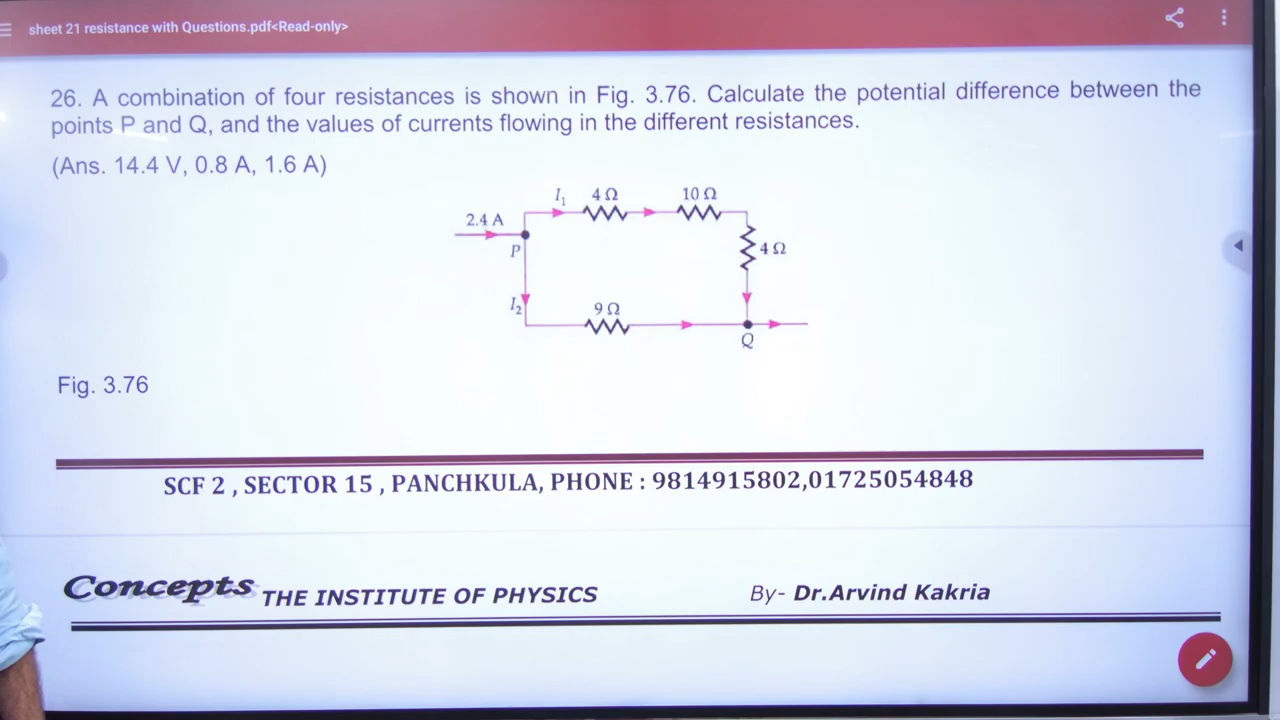 sheet 21 resistance with Questions.pdf<Read-only>
26. A combination of four resistances is shown in Fig. 3.76. Calculate the potential difference between the
points P and Q, and the values of currents flowing in the different resistances.
(Ans. 14.4 V, 0.8 A, 1.6 A)
I₁ 4 Ω 10 Ω
2.4 A
P
4 Ω
I₂ 9 Ω
Q
Fig. 3.76
SCF 2 , SECTOR 15 , PANCHKULA, PHONE : 9814915802,01725054848
Concepts THE INSTITUTE OF PHYSICS By- Dr.Arvind Kakria